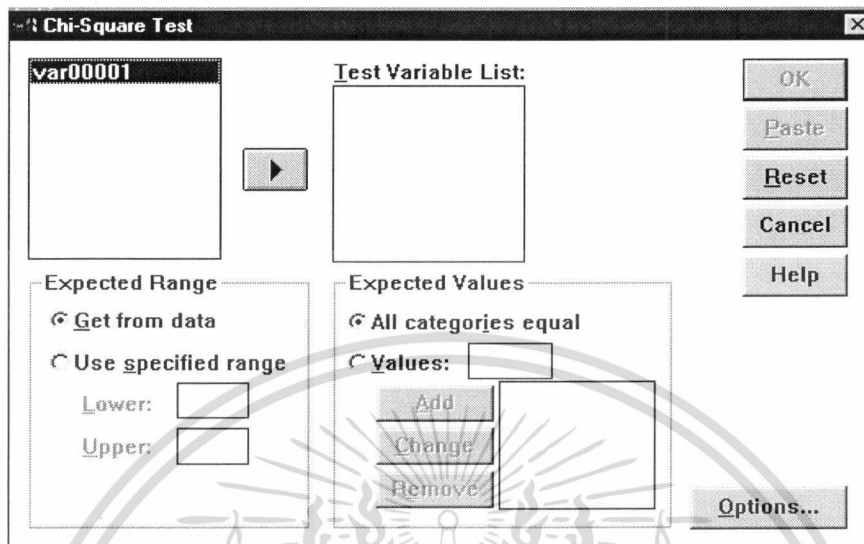 Chi-Square Test
var00001
Test Variable List:
OK
Paste
Reset
Cancel
Help
Expected Range
Get from data
Use specified range
Lower:
Upper:
Expected Values
All categories equal
Values:
Add
Change
Remove
Options...